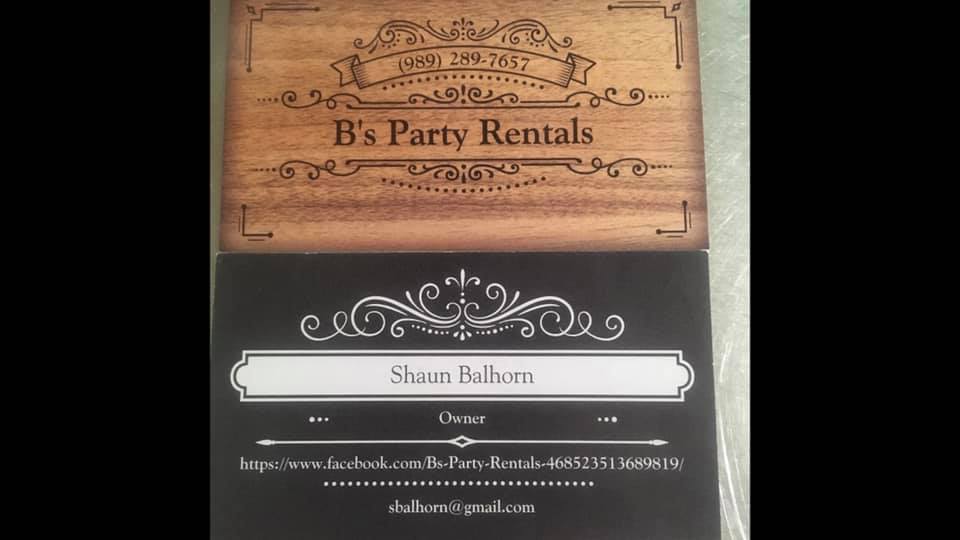 (989) 289-7657
B's Party Rentals
Shaun Balhorn
Owner
https://www.facebook.com/Bs-Party-Rentals-468523513689819/
sbalhorn@gmail.com